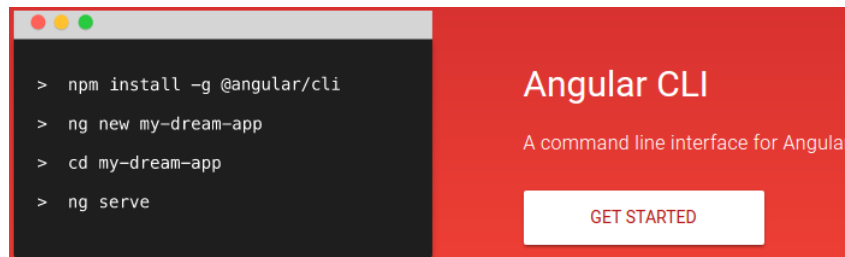 > npm install -g @angular/cli
> ng new my-dream-app
> cd my-dream-app
> ng serve
Angular CLI
A command line interface for Angula
GET STARTED